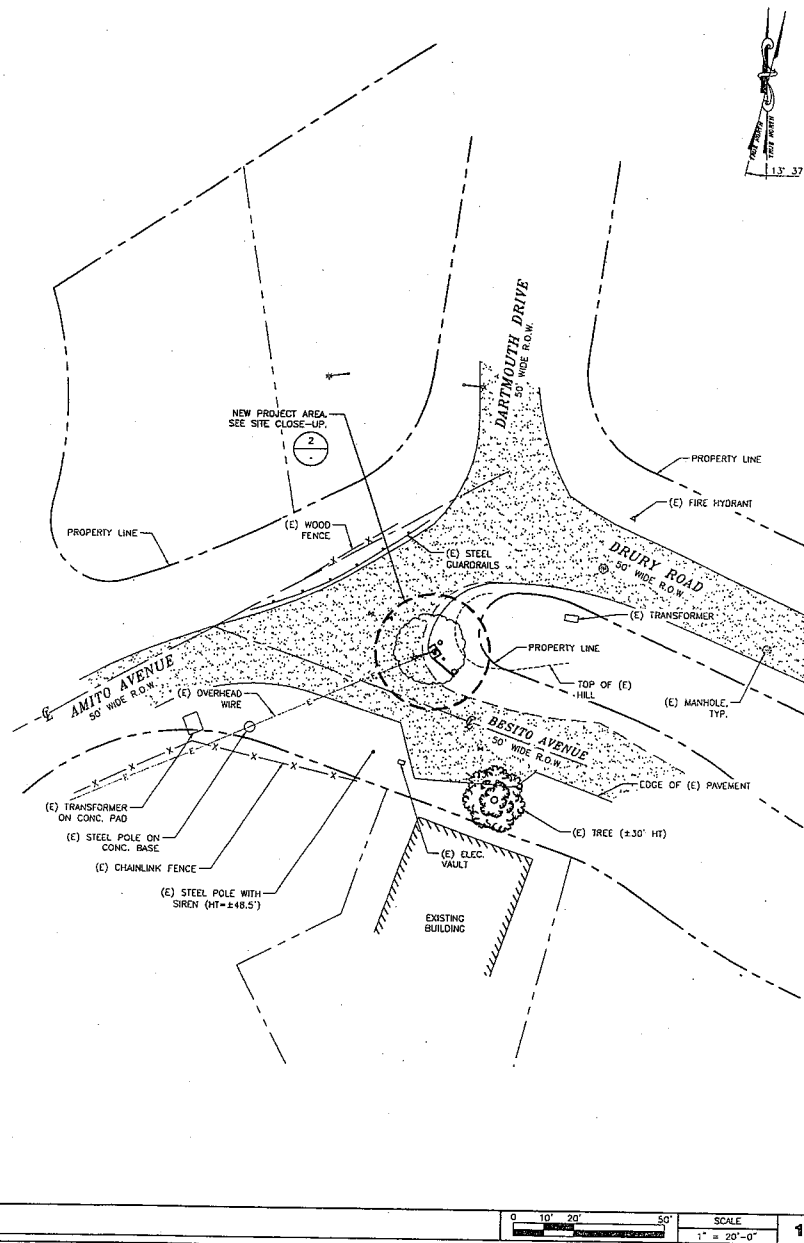 TRUE NORTH
13° 37
DARTMOUTH DRIVE
50' WIDE R.O.W.
NEW PROJECT AREA.
SEE SITE CLOSE-UP.
2
-
PROPERTY LINE
(E) FIRE HYDRANT
(E) WOOD
FENCE
PROPERTY LINE
(E) STEEL
GUARDRAILS
DRURY ROAD
50' WIDE R.O.W.
(E) TRANSFORMER
PROPERTY LINE
AMITO AVENUE
50' WIDE R.O.W.
(E) OVERHEAD
WIRE
TOP OF (E)
HILL
(E) MANHOLE,
TYP.
BESITO AVENUE
50' WIDE R.O.W.
EDGE OF (E) PAVEMENT
(E) TRANSFORMER
ON CONC. PAD
(E) STEEL POLE ON
CONC. BASE
(E) TREE (±30' HT)
(E) CHAINLINK FENCE
(E) ELEC.
VAULT
(E) STEEL POLE WITH
SIREN (HT=±48.5')
EXISTING
BUILDING
0 10' 20' 50'
SCALE
1" = 20'-0"
1